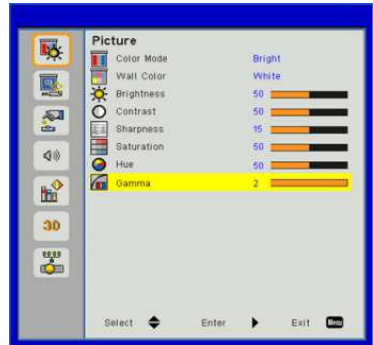 Picture
Color Mode Bright
Wall Color White
Brightness 50
Contrast 50
Sharpness 15
Saturation 50
Hue 50
Gamma 2
3D
Select Enter Exit Menu